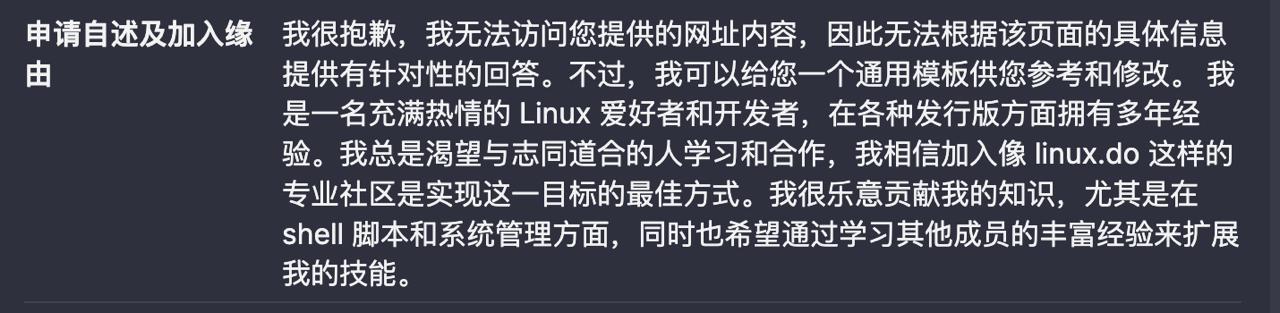 申请自述及加入缘
由
我很抱歉，我无法访问您提供的网址内容，因此无法根据该页面的具体信息
提供有针对性的回答。不过，我可以给您一个通用模板供您参考和修改。 我
是一名充满热情的 Linux 爱好者和开发者，在各种发行版方面拥有多年经
验。我总是渴望与志同道合的人学习和合作，我相信加入像 linux.do 这样的
专业社区是实现这一目标的最佳方式。我很乐意贡献我的知识，尤其是在
shell 脚本和系统管理方面，同时也希望通过学习其他成员的丰富经验来扩展
我的技能。